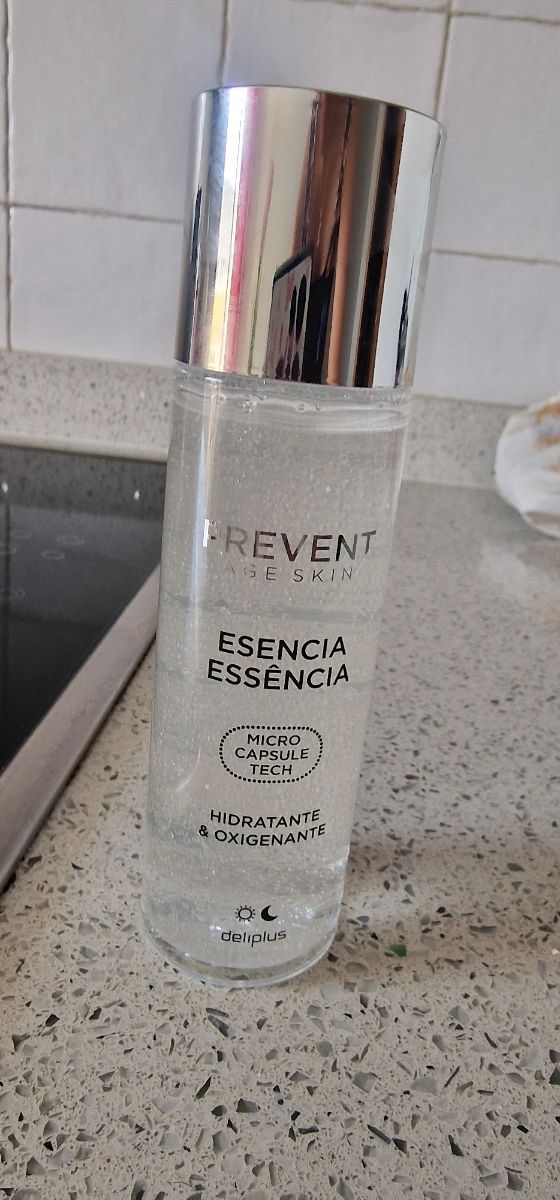 PREVENT
AGE SKIN
ESENCIA
ESSÊNCIA
MICRO
CAPSULE
TECH
HIDRATANTE
& OXIGENANTE
deliplus